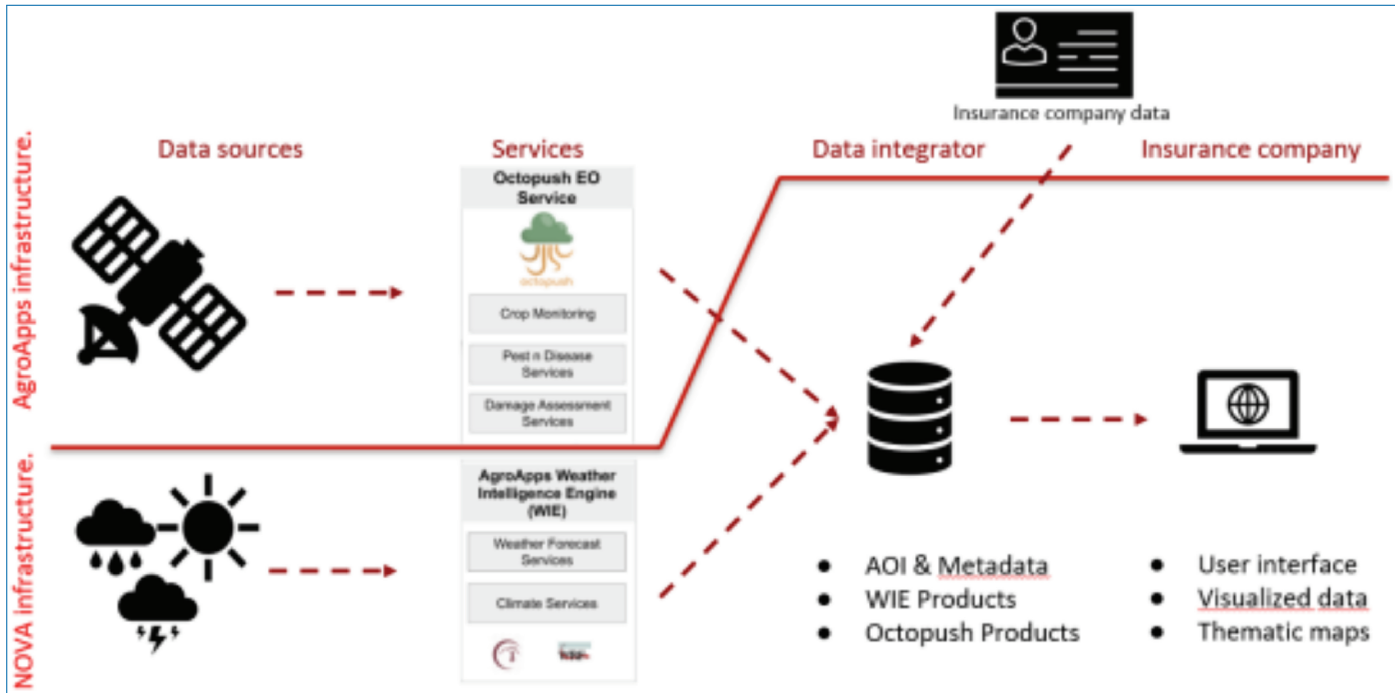 Insurance company data
AgroApps infrastructure.
Data sources
Services
Data integrator
Insurance company
Octopush EO
Service
octopush
Crop Monitoring
Pest n Disease
Services
Damage Assessment
Services
NOVA infrastructure.
AgroApps Weather
Intelligence Engine
(WIE)
Weather Forecast
Services
Climate Services
● AOI & Metadata
● WIE Products
● Octopush Products
● User interface
● Visualized data
● Thematic maps